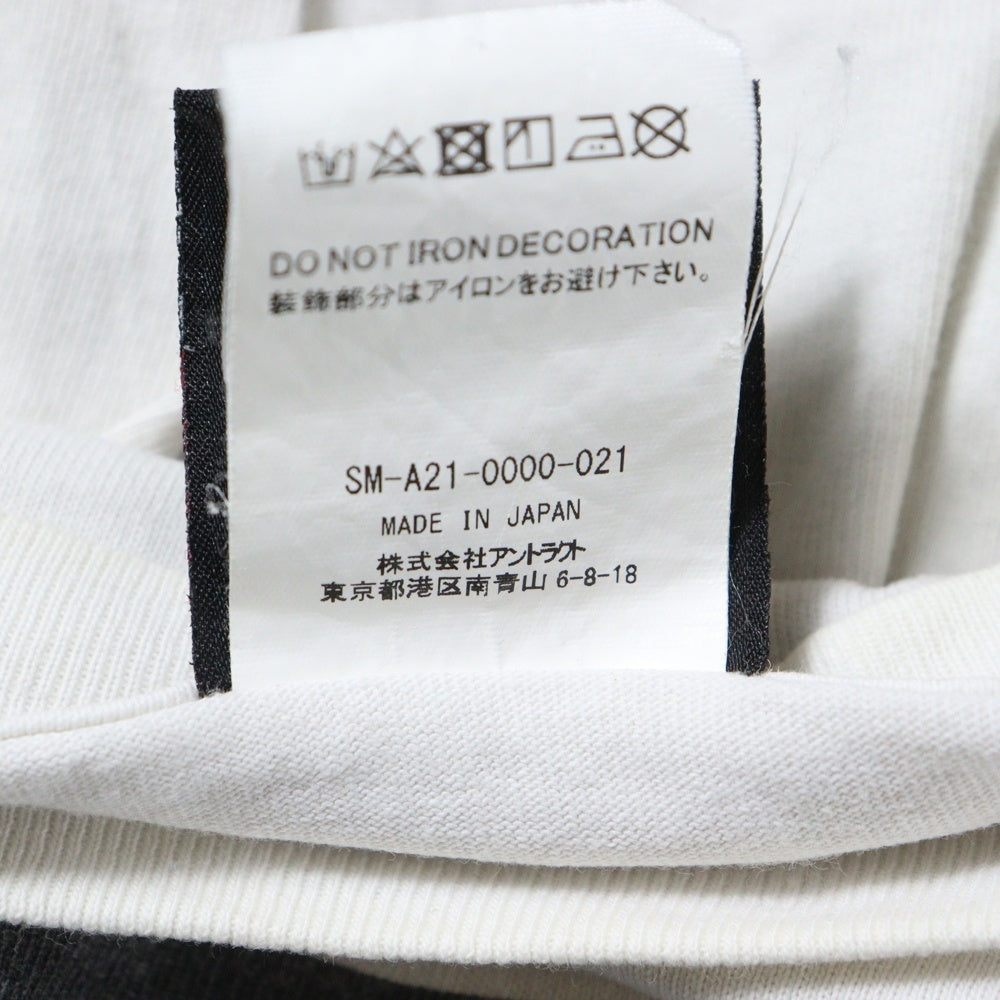 DO NOT IRON DECORATION
装飾部分はアイロンをお避け下さい。
SM-A21-0000-021
MADE IN JAPAN
株式会社アントラクト
東京都港区南青山 6-8-18